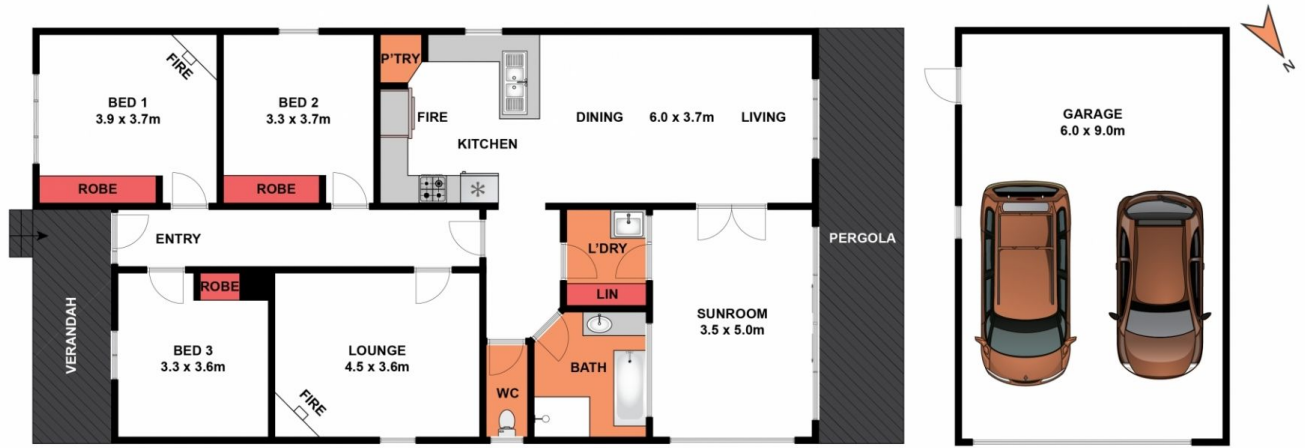 BED 1
3.9 x 3.7m
FIRE
ROBE
BED 2
3.3 x 3.7m
ROBE
P'TRY
FIRE
KITCHEN
DINING 6.0 x 3.7m LIVING
ENTRY
VERANDAH
ROBE
BED 3
3.3 x 3.6m
LOUNGE
4.5 x 3.6m
FIRE
WC
L'DRY
LIN
BATH
SUNROOM
3.5 x 5.0m
PERGOLA
GARAGE
6.0 x 9.0m
N